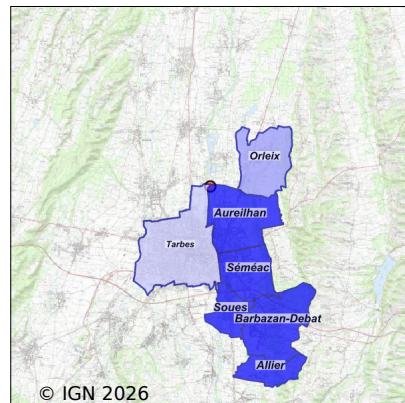 Orleix
Aureilhan
Tarbes
Séméac
Soues
Barbazan-Debat
Allier
© IGN 2026